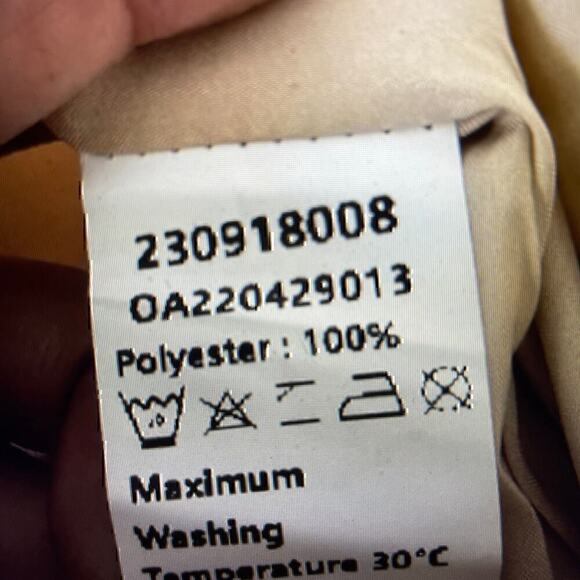 230918008
OA220429013
Polyester : 100%
Maximum
Washing
Temperature 30°C